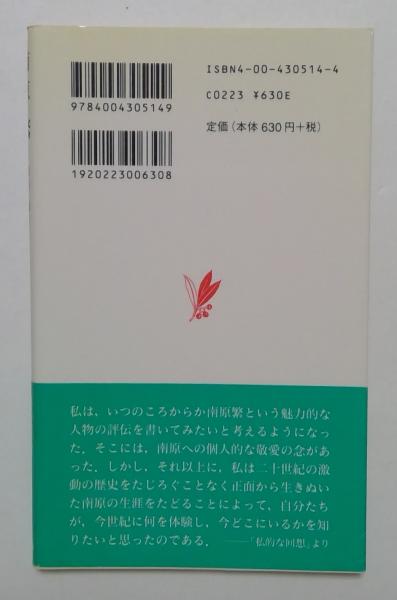 ISBN4-00-430514-4
9784004305149
C0223 ¥630E
定価(本体630円+税)
1920223006308
私は、いつのころからか南原繁という魅力的な
人物の評伝を書いてみたいと考えるようになっ
た。そこには、南原への個人的な敬愛の念があ
った。しかし、それ以上に、私は二十世紀の激
動の歴史をたじろぐことなく正面から生きぬい
た南原の生涯をたどることによって、自分たち
が、今世紀に何を体験し、今どこにいるかを知
りたいと思ったのである。――「私的な回想」より